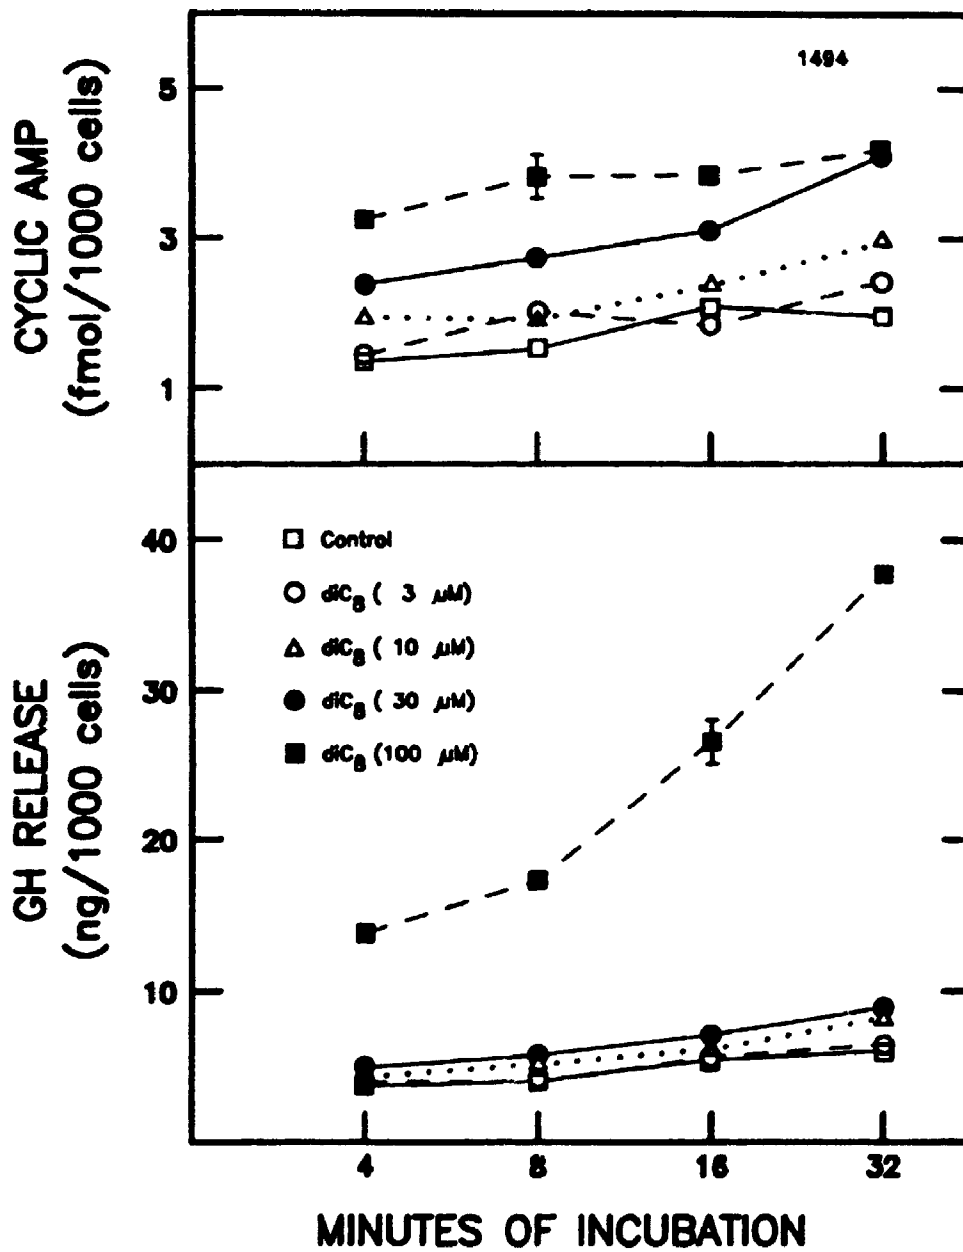 1494
CYCLIC AMP
(fmol/1000 cells)
5
3
1
GH RELEASE
(ng/1000 cells)
40
30
20
10
Control
diC8 ( 3 μM)
diC8 ( 10 μM)
diC8 ( 30 μM)
diC8 (100 μM)
4 8 16 32
MINUTES OF INCUBATION